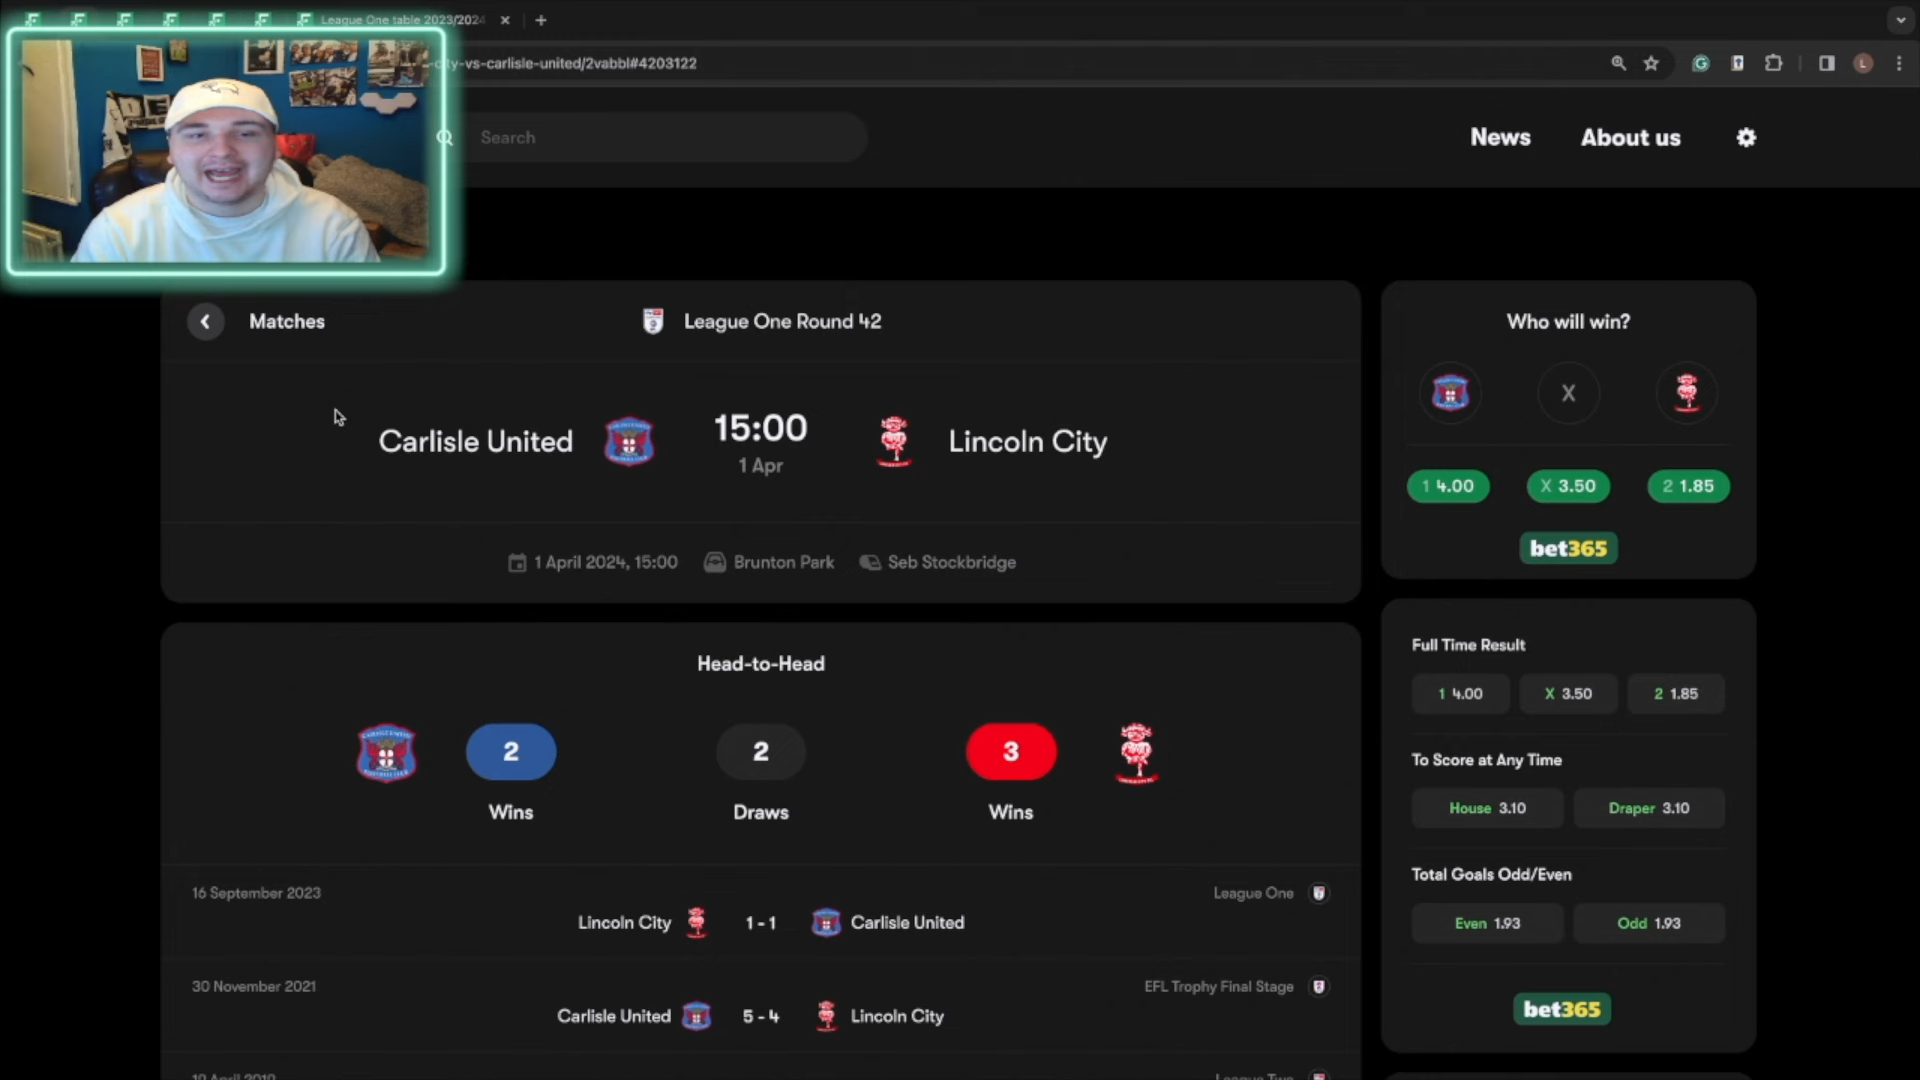 League One table 2023/2024
-city-vs-carlisle-united/2vabbl#4203122
Search
News
About us
Matches
League One Round 42
Carlisle United
15:00
1 Apr
Lincoln City
1 April 2024, 15:00
Brunton Park
Seb Stockbridge
Head-to-Head
2
2
3
Wins
Draws
Wins
16 September 2023
League One
Lincoln City
1 - 1
Carlisle United
30 November 2021
EFL Trophy Final Stage
Carlisle United
5 - 4
Lincoln City
Who will win?
X
1 4.00
X 3.50
2 1.85
bet365
Full Time Result
1 4.00
X 3.50
2 1.85
To Score at Any Time
House 3.10
Draper 3.10
Total Goals Odd/Even
Even 1.93
Odd 1.93
bet365